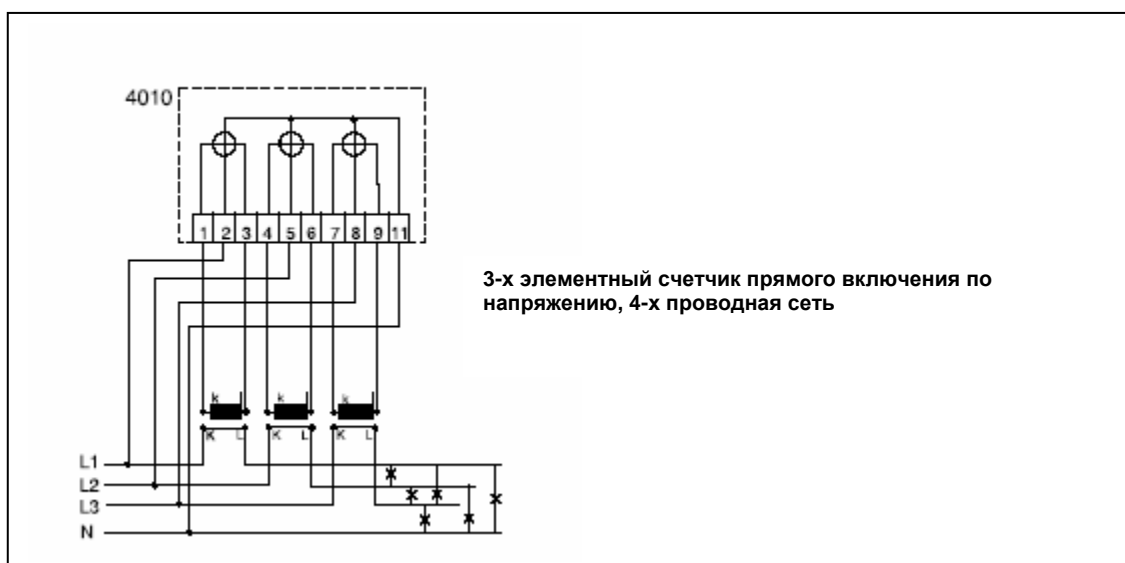 4010
1 2 3 4 5 6 7 8 9 11
3-х элементный счетчик прямого включения по
напряжению, 4-х проводная сеть
k l k l k l
K L K L K L
L1
L2
L3
N